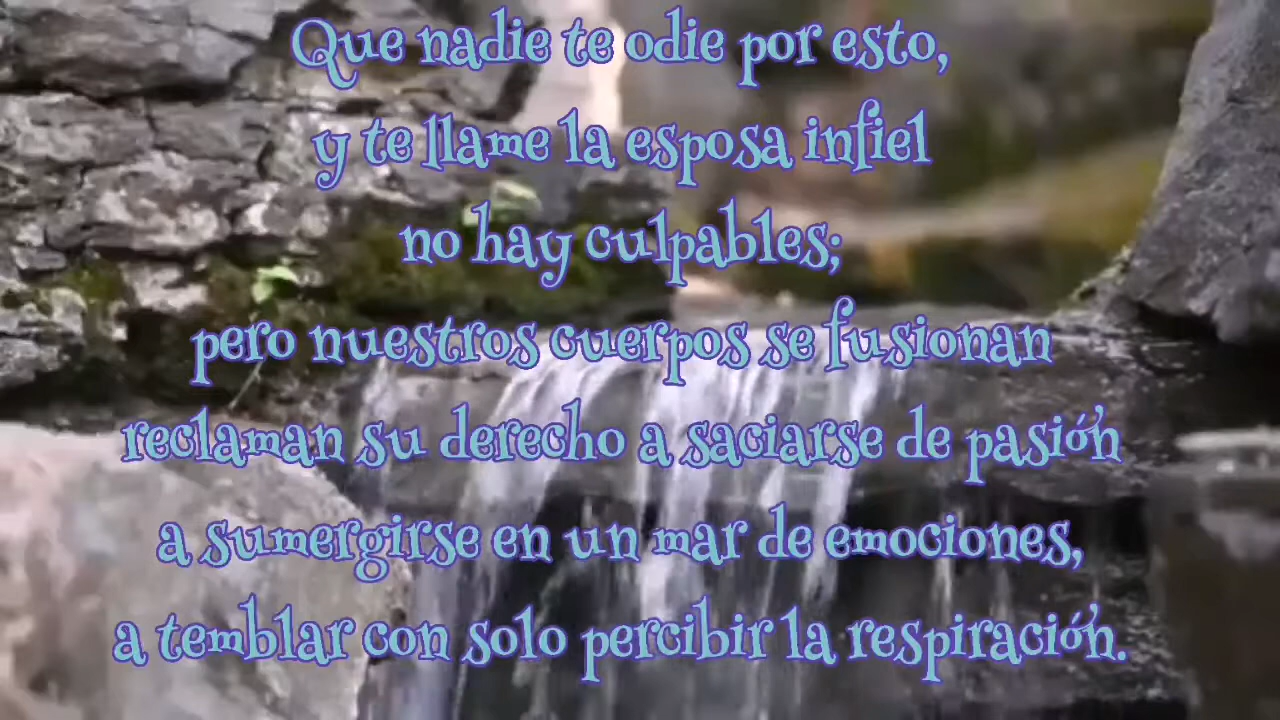 Que nadie te odie por esto,
y te llame la esposa infiel
no hay culpables;
pero nuestros cuerpos se fusionan
reclaman su derecho a saciarse de pasión
a sumergirse en un mar de emociones,
a temblar con solo percibir la respiración.